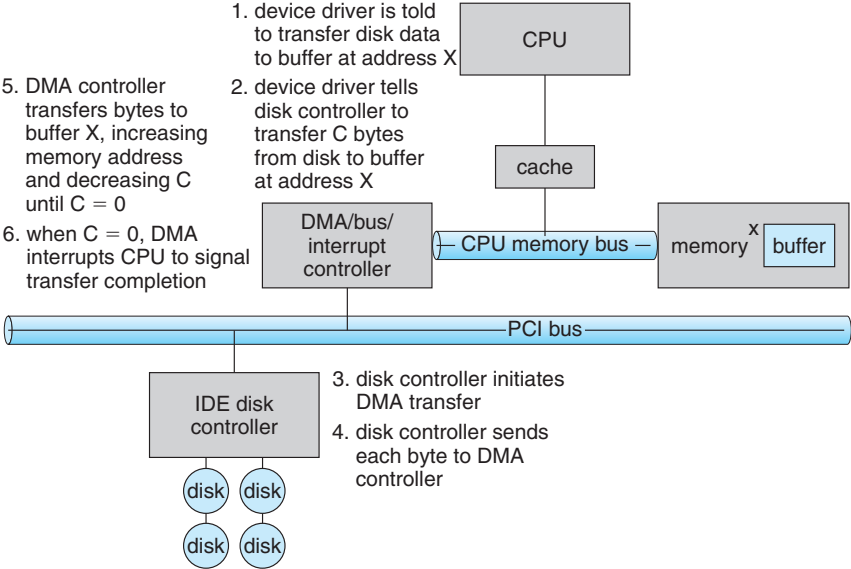 1. device driver is told
to transfer disk data
to buffer at address X
CPU
5. DMA controller
transfers bytes to
buffer X, increasing
memory address
and decreasing C
until C = 0
2. device driver tells
disk controller to
transfer C bytes
from disk to buffer
at address X
cache
6. when C = 0, DMA
interrupts CPU to signal
transfer completion
DMA/bus/
interrupt
controller
CPU memory bus
memory
x
buffer
PCI bus
IDE disk
controller
3. disk controller initiates
DMA transfer
4. disk controller sends
each byte to DMA
controller
disk
disk
disk
disk